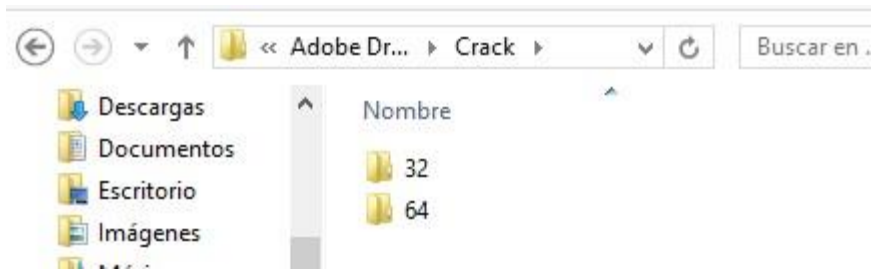 « Adobe Dr... Crack Buscar en .
Descargas
Documentos
Escritorio
Imágenes
Nombre
32
64